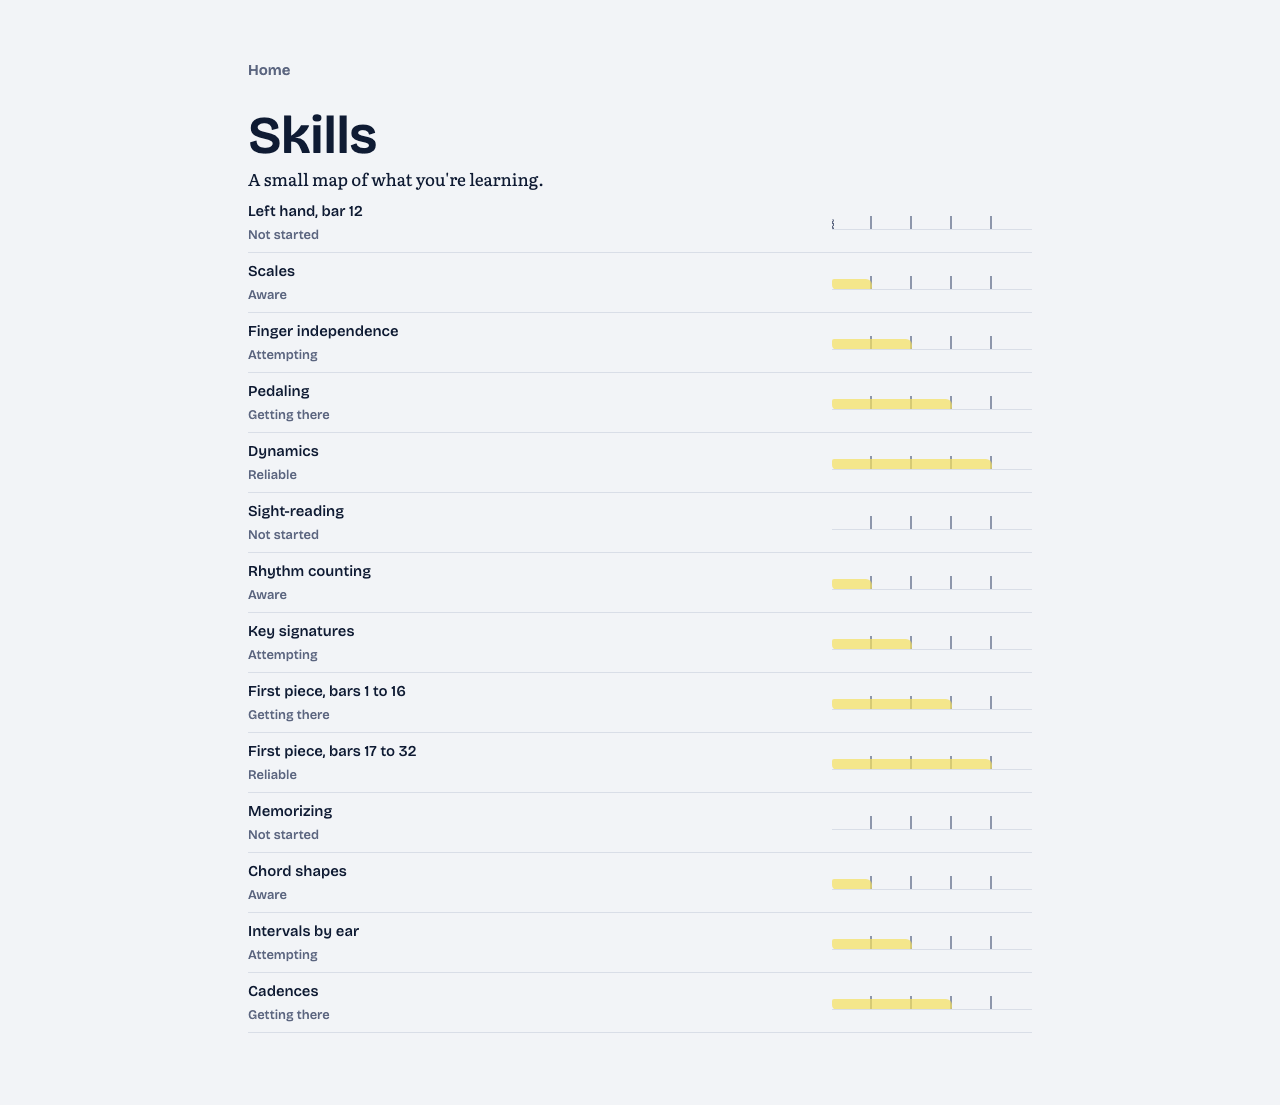 Home
Skills
A small map of what you're learning.
Left hand, bar 12
Not started
Scales
Aware
Finger independence
Attempting
Pedaling
Getting there
Dynamics
Reliable
Sight-reading
Not started
Rhythm counting
Aware
Key signatures
Attempting
First piece, bars 1 to 16
Getting there
First piece, bars 17 to 32
Reliable
Memorizing
Not started
Chord shapes
Aware
Intervals by ear
Attempting
Cadences
Getting there